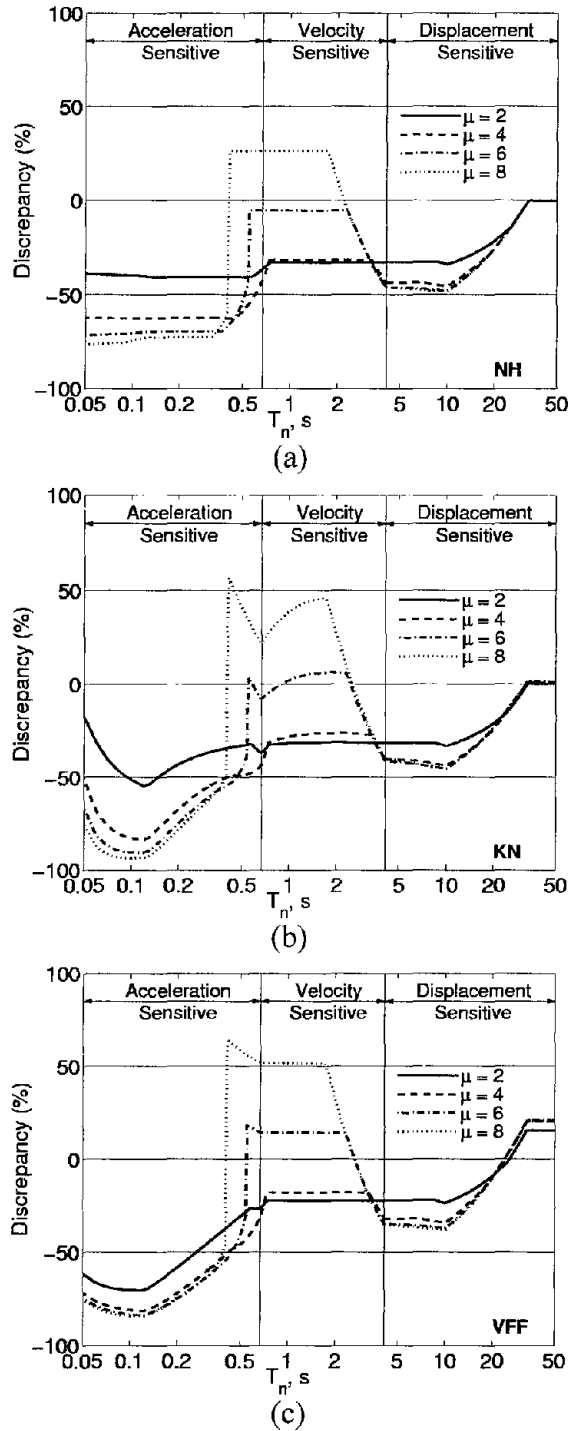 100
Acceleration Velocity Displacement
Sensitive Sensitive Sensitive
50
μ = 2
μ = 4
μ = 6
μ = 8
0
−50
−100
Discrepancy (%)
NH
0.05 0.1 0.2 0.5 1 2 5 10 20 50
Tn, s
(a)
100
Acceleration Velocity Displacement
Sensitive Sensitive Sensitive
50
μ = 2
μ = 4
μ = 6
μ = 8
0
−50
−100
Discrepancy (%)
KN
0.05 0.1 0.2 0.5 1 2 5 10 20 50
Tn, s
(b)
100
Acceleration Velocity Displacement
Sensitive Sensitive Sensitive
50
μ = 2
μ = 4
μ = 6
μ = 8
0
−50
−100
Discrepancy (%)
VFF
0.05 0.1 0.2 0.5 1 2 5 10 20 50
Tn, s
(c)